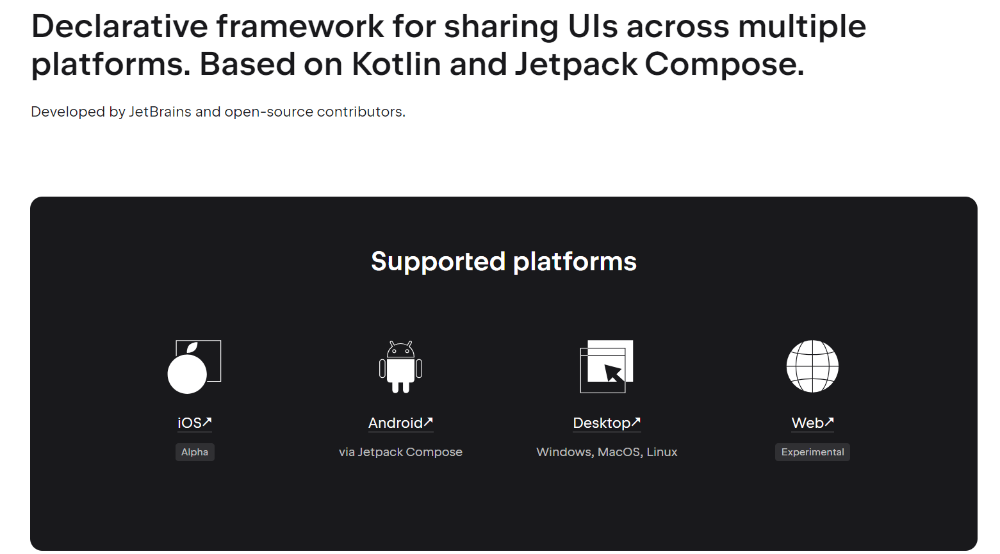 Declarative framework for sharing UIs across multiple
platforms. Based on Kotlin and Jetpack Compose.
Developed by JetBrains and open-source contributors.
Supported platforms
iOS↗
Android↗
Desktop↗
Web↗
Alpha
via Jetpack Compose
Windows, MacOS, Linux
Experimental